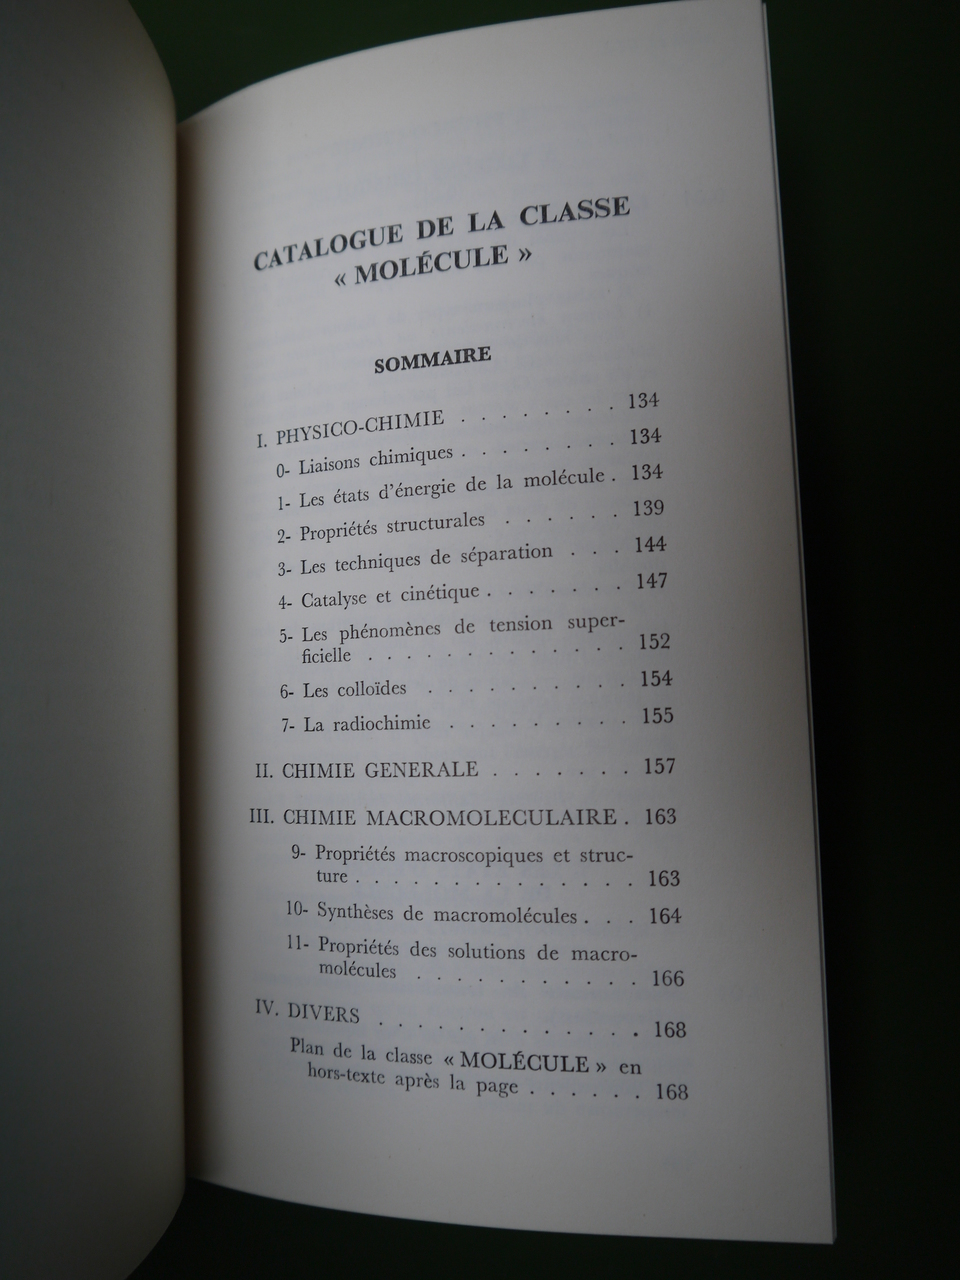 CATALOGUE DE LA CLASSE
« MOLÉCULE »
SOMMAIRE
I. PHYSICO-CHIMIE . . . . . . . . 134
0- Liaisons chimiques . . . . . . . . 134
1- Les états d'énergie de la molécule . 134
2- Propriétés structurales . . . . . . 139
3- Les techniques de séparation . . . 144
4- Catalyse et cinétique . . . . . . . 147
5- Les phénomènes de tension super-
ficielle . . . . . . . . . . . . . 152
6- Les colloïdes . . . . . . . . . . 154
7- La radiochimie . . . . . . . . . 155
II. CHIMIE GENERALE . . . . . . . 157
III. CHIMIE MACROMOLECULAIRE . 163
9- Propriétés macroscopiques et struc-
ture . . . . . . . . . . . . . . 163
10- Synthèses de macromolécules . . . 164
11- Propriétés des solutions de macro-
molécules . . . . . . . . . . . 166
IV. DIVERS . . . . . . . . . . . . . 168
Plan de la classe « MOLÉCULE » en
hors-texte après la page . . . . . . 168